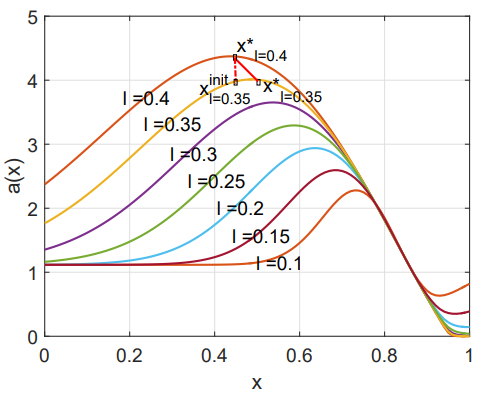 5
4
3
2
1
0
a(x)
x*
l=0.4
x init
l=0.35
x*
l=0.35
l =0.4
l =0.35
l =0.3
l =0.25
l =0.2
l =0.15
l =0.1
0 0.2 0.4 0.6 0.8 1
x